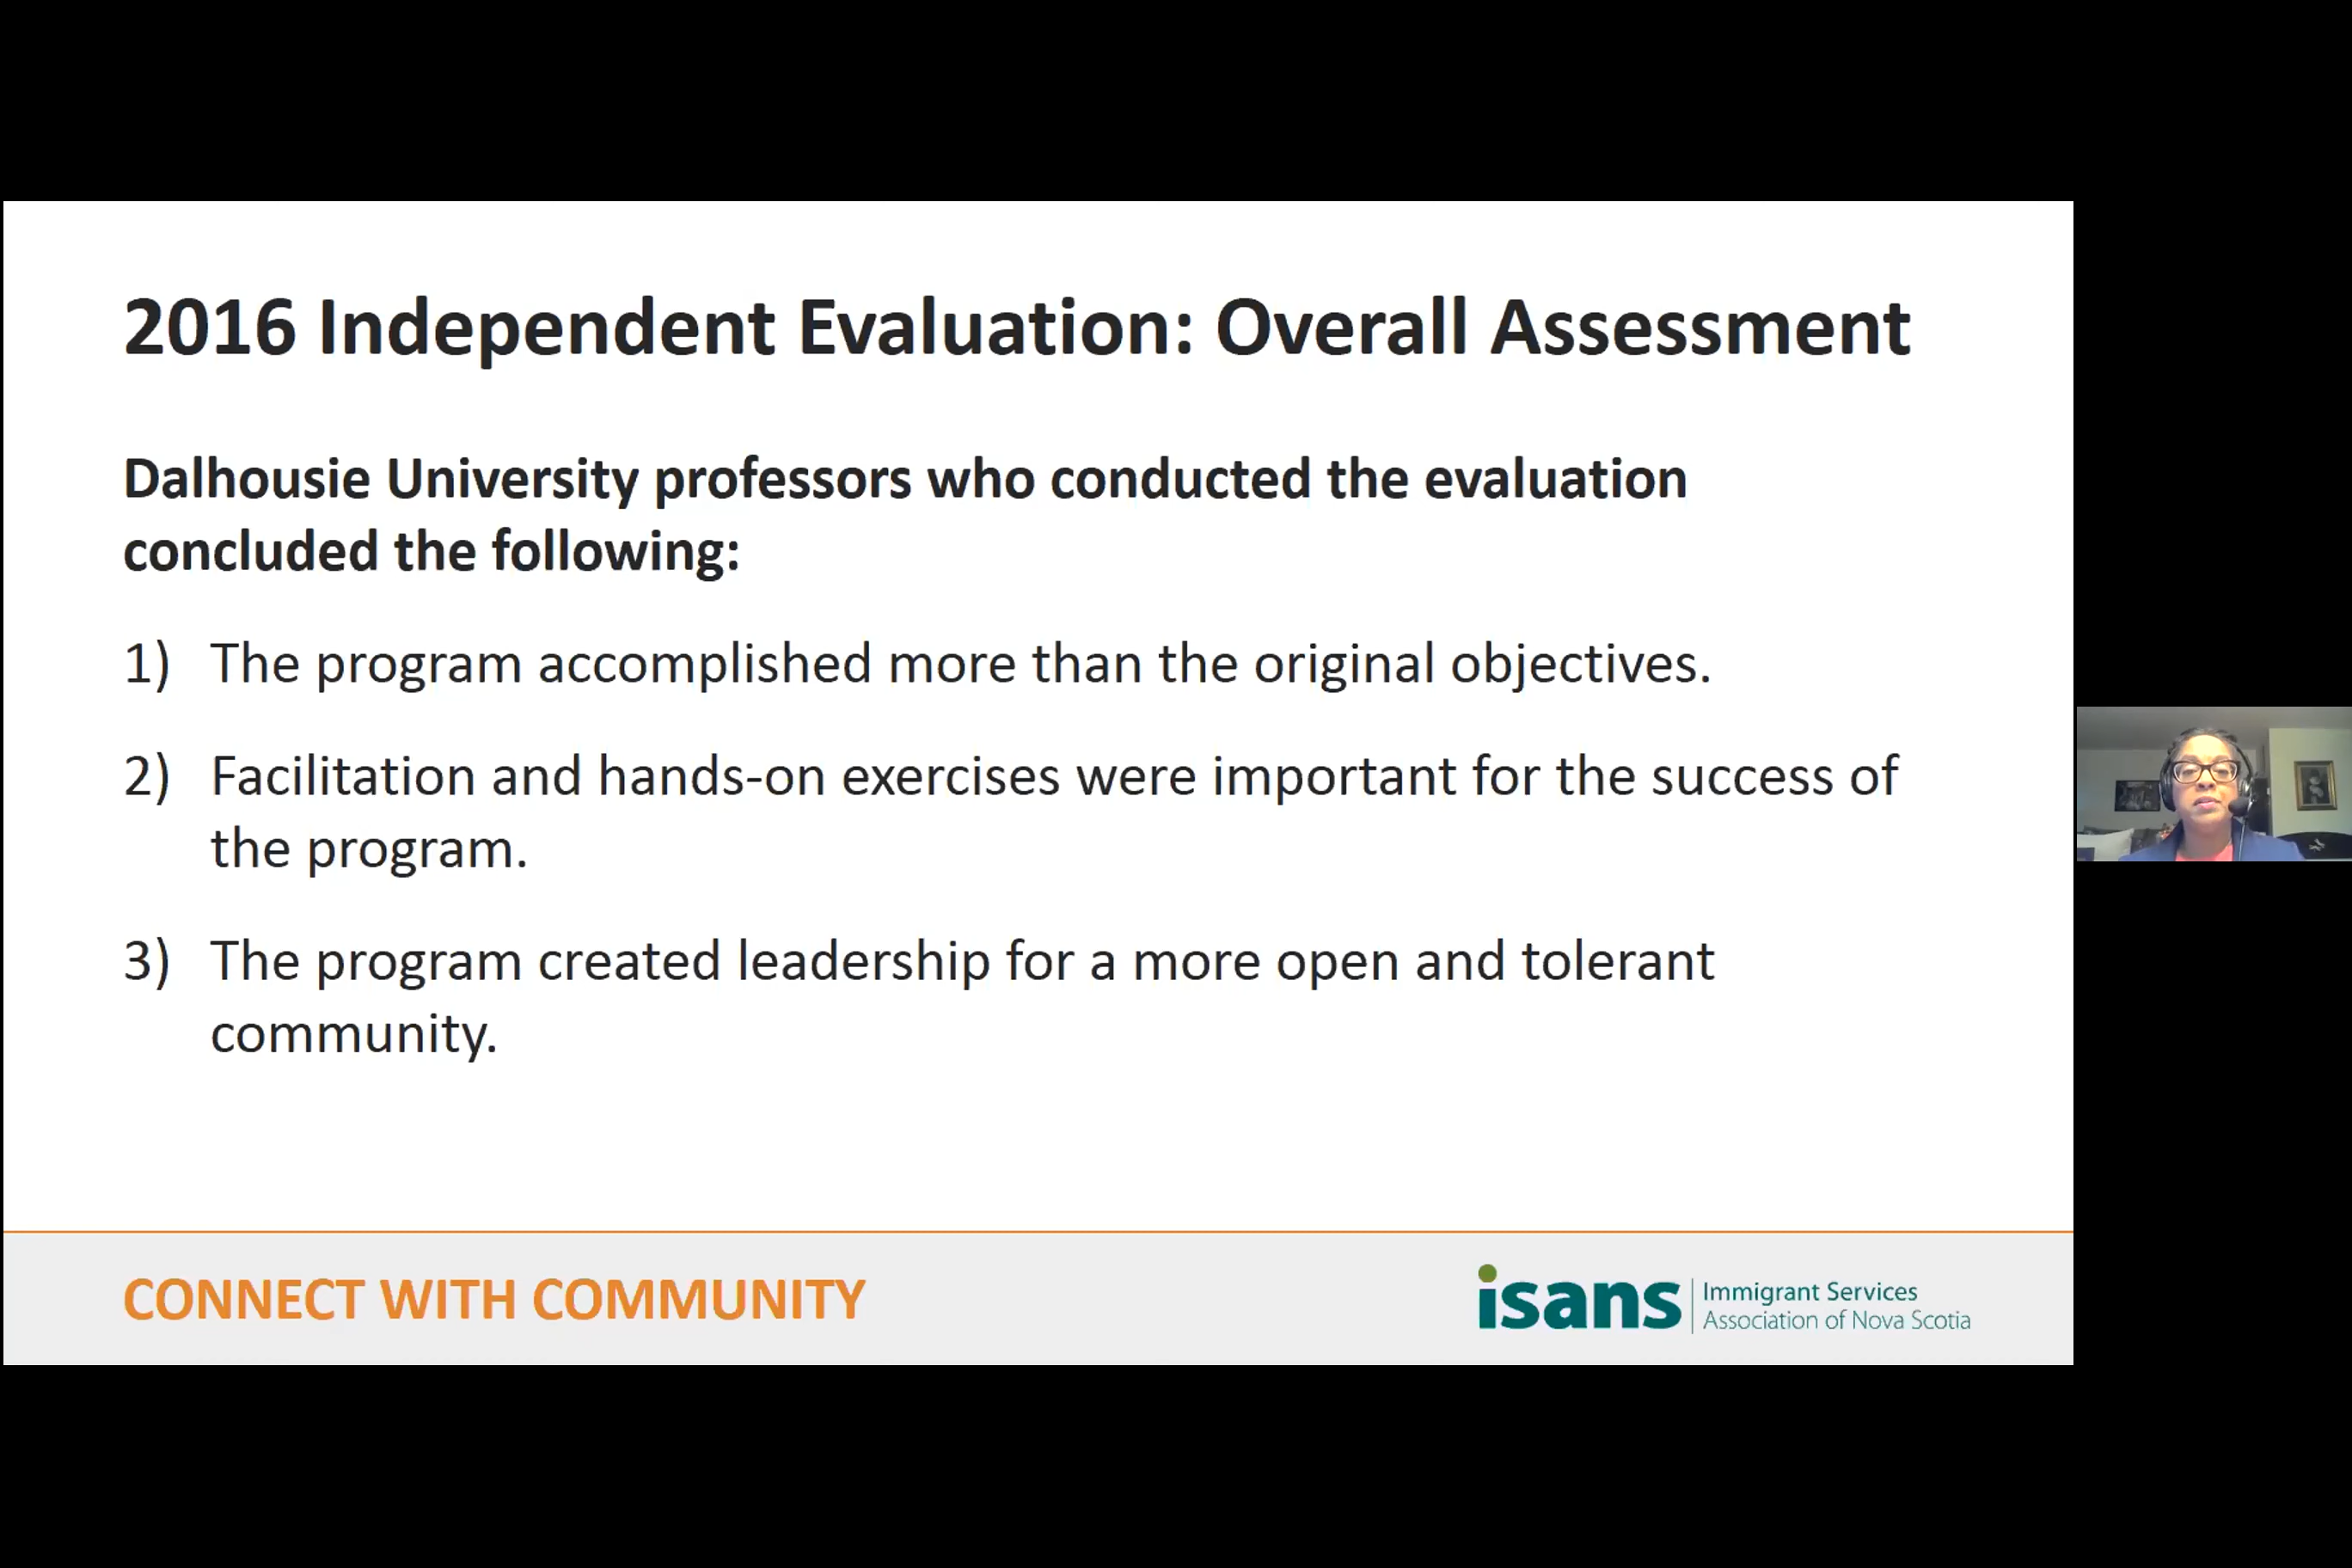 2016 Independent Evaluation: Overall Assessment
Dalhousie University professors who conducted the evaluation
concluded the following:
1) The program accomplished more than the original objectives.
2) Facilitation and hands-on exercises were important for the success of
the program.
3) The program created leadership for a more open and tolerant
community.
CONNECT WITH COMMUNITY
isans
Immigrant Services
Association of Nova Scotia